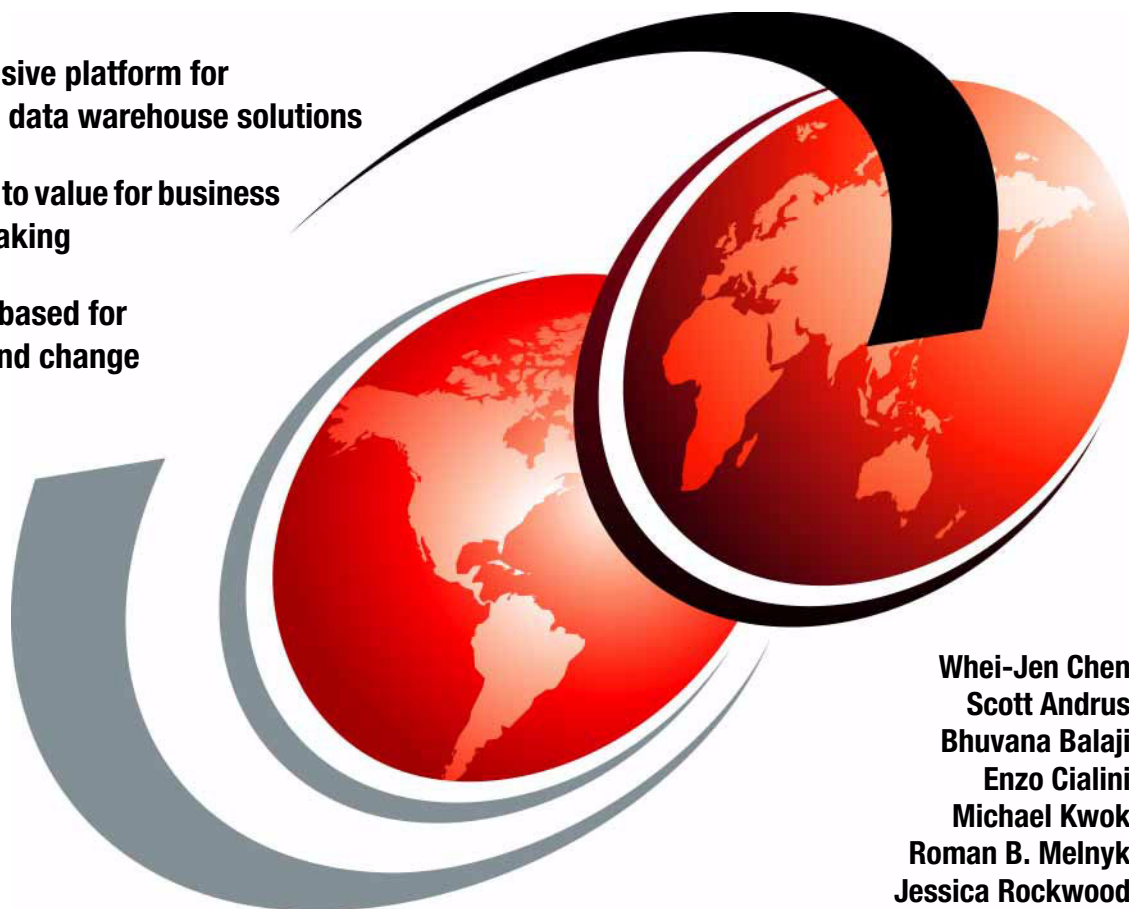 sive platform for
data warehouse solutions
to value for business
aking
based for
nd change
Whei-Jen Chen
Scott Andrus
Bhuvana Balaji
Enzo Cialini
Michael Kwok
Roman B. Melnyk
Jessica Rockwood